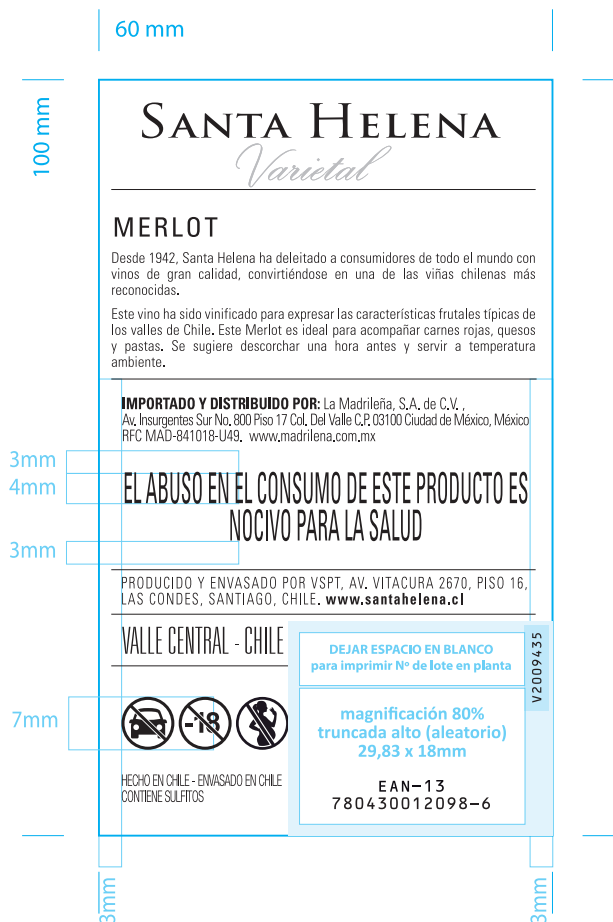 60 mm
100 mm
SANTA HELENA
Varietal
MERLOT
Desde 1942, Santa Helena ha deleitado a consumidores de todo el mundo con
vinos de gran calidad, convirtiéndose en una de las viñas chilenas más
reconocidas.
Este vino ha sido vinificado para expresar las características frutales típicas de
los valles de Chile. Este Merlot es ideal para acompañar carnes rojas, quesos
y pastas. Se sugiere descorchar una hora antes y servir a temperatura
ambiente.
IMPORTADO Y DISTRIBUIDO POR: La Madrileña, S.A. de C.V. ,
Av. Insurgentes Sur No. 800 Piso 17 Col. Del Valle C.P. 03100 Ciudad de México, México
RFC MAD-841018-U49. www.madrilena.com.mx
3mm
4mm
EL ABUSO EN EL CONSUMO DE ESTE PRODUCTO ES
NOCIVO PARA LA SALUD
3mm
PRODUCIDO Y ENVASADO POR VSPT, AV. VITACURA 2670, PISO 16,
LAS CONDES, SANTIAGO, CHILE. www.santahelena.cl
VALLE CENTRAL - CHILE
DEJAR ESPACIO EN BLANCO
para imprimir Nº de lote en planta
V2009435
7mm
-18
magnificación 80%
truncada alto (aleatorio)
29,83 x 18mm
EAN-13
780430012098-6
HECHO EN CHILE - ENVASADO EN CHILE
CONTIENE SULFITOS
3mm
3mm